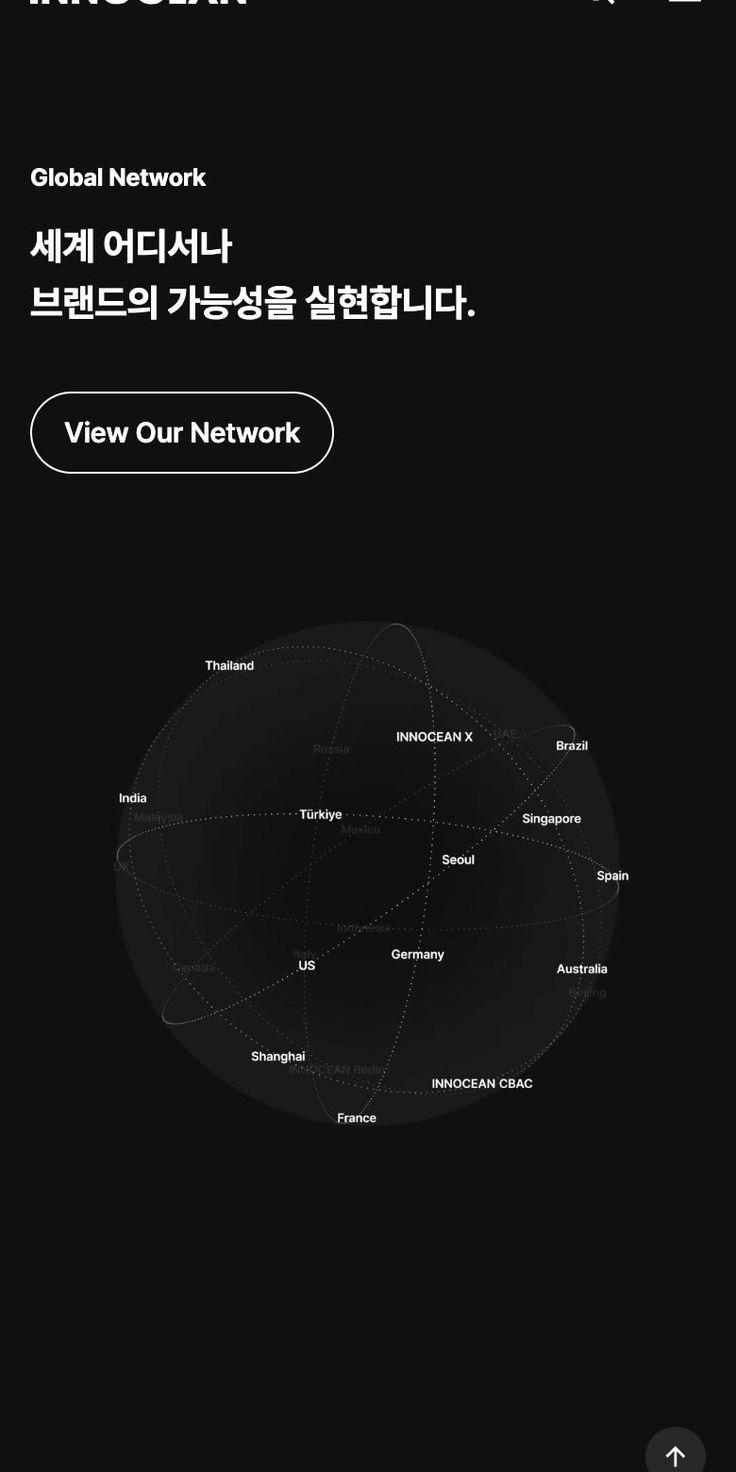 INNOCEAN
Global Network
세계 어디서나
브랜드의 가능성을 실현합니다.
View Our Network
Thailand
INNOCEAN X
UAE
Brazil
Russia
India
Malaysia
Türkiye
Singapore
Mexico
Seoul
UK
Spain
Indonesia
Italy
Germany
US
Canada
Australia
Beijing
Shanghai
INNOCEAN Berlin
INNOCEAN CBAC
France